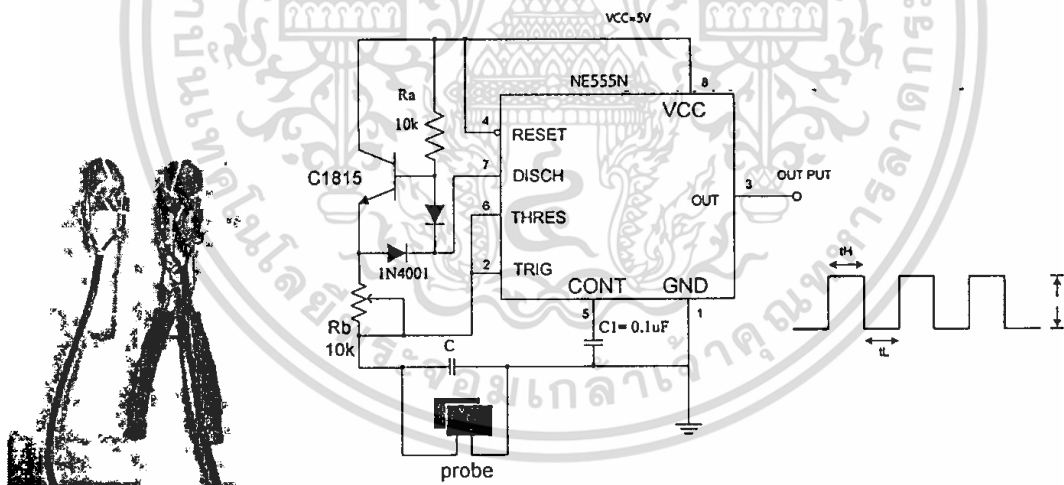 VCC=5V
NE555N
8
VCC
Ra
10k
4
RESET
C1815
7
DISCH
OUT PUT
3
OUT
6
THRES
1N4001
2
TRIG
CONT
GND
5
1
C1= 0.1uF
Rb
10k
C
tH
tL
probe